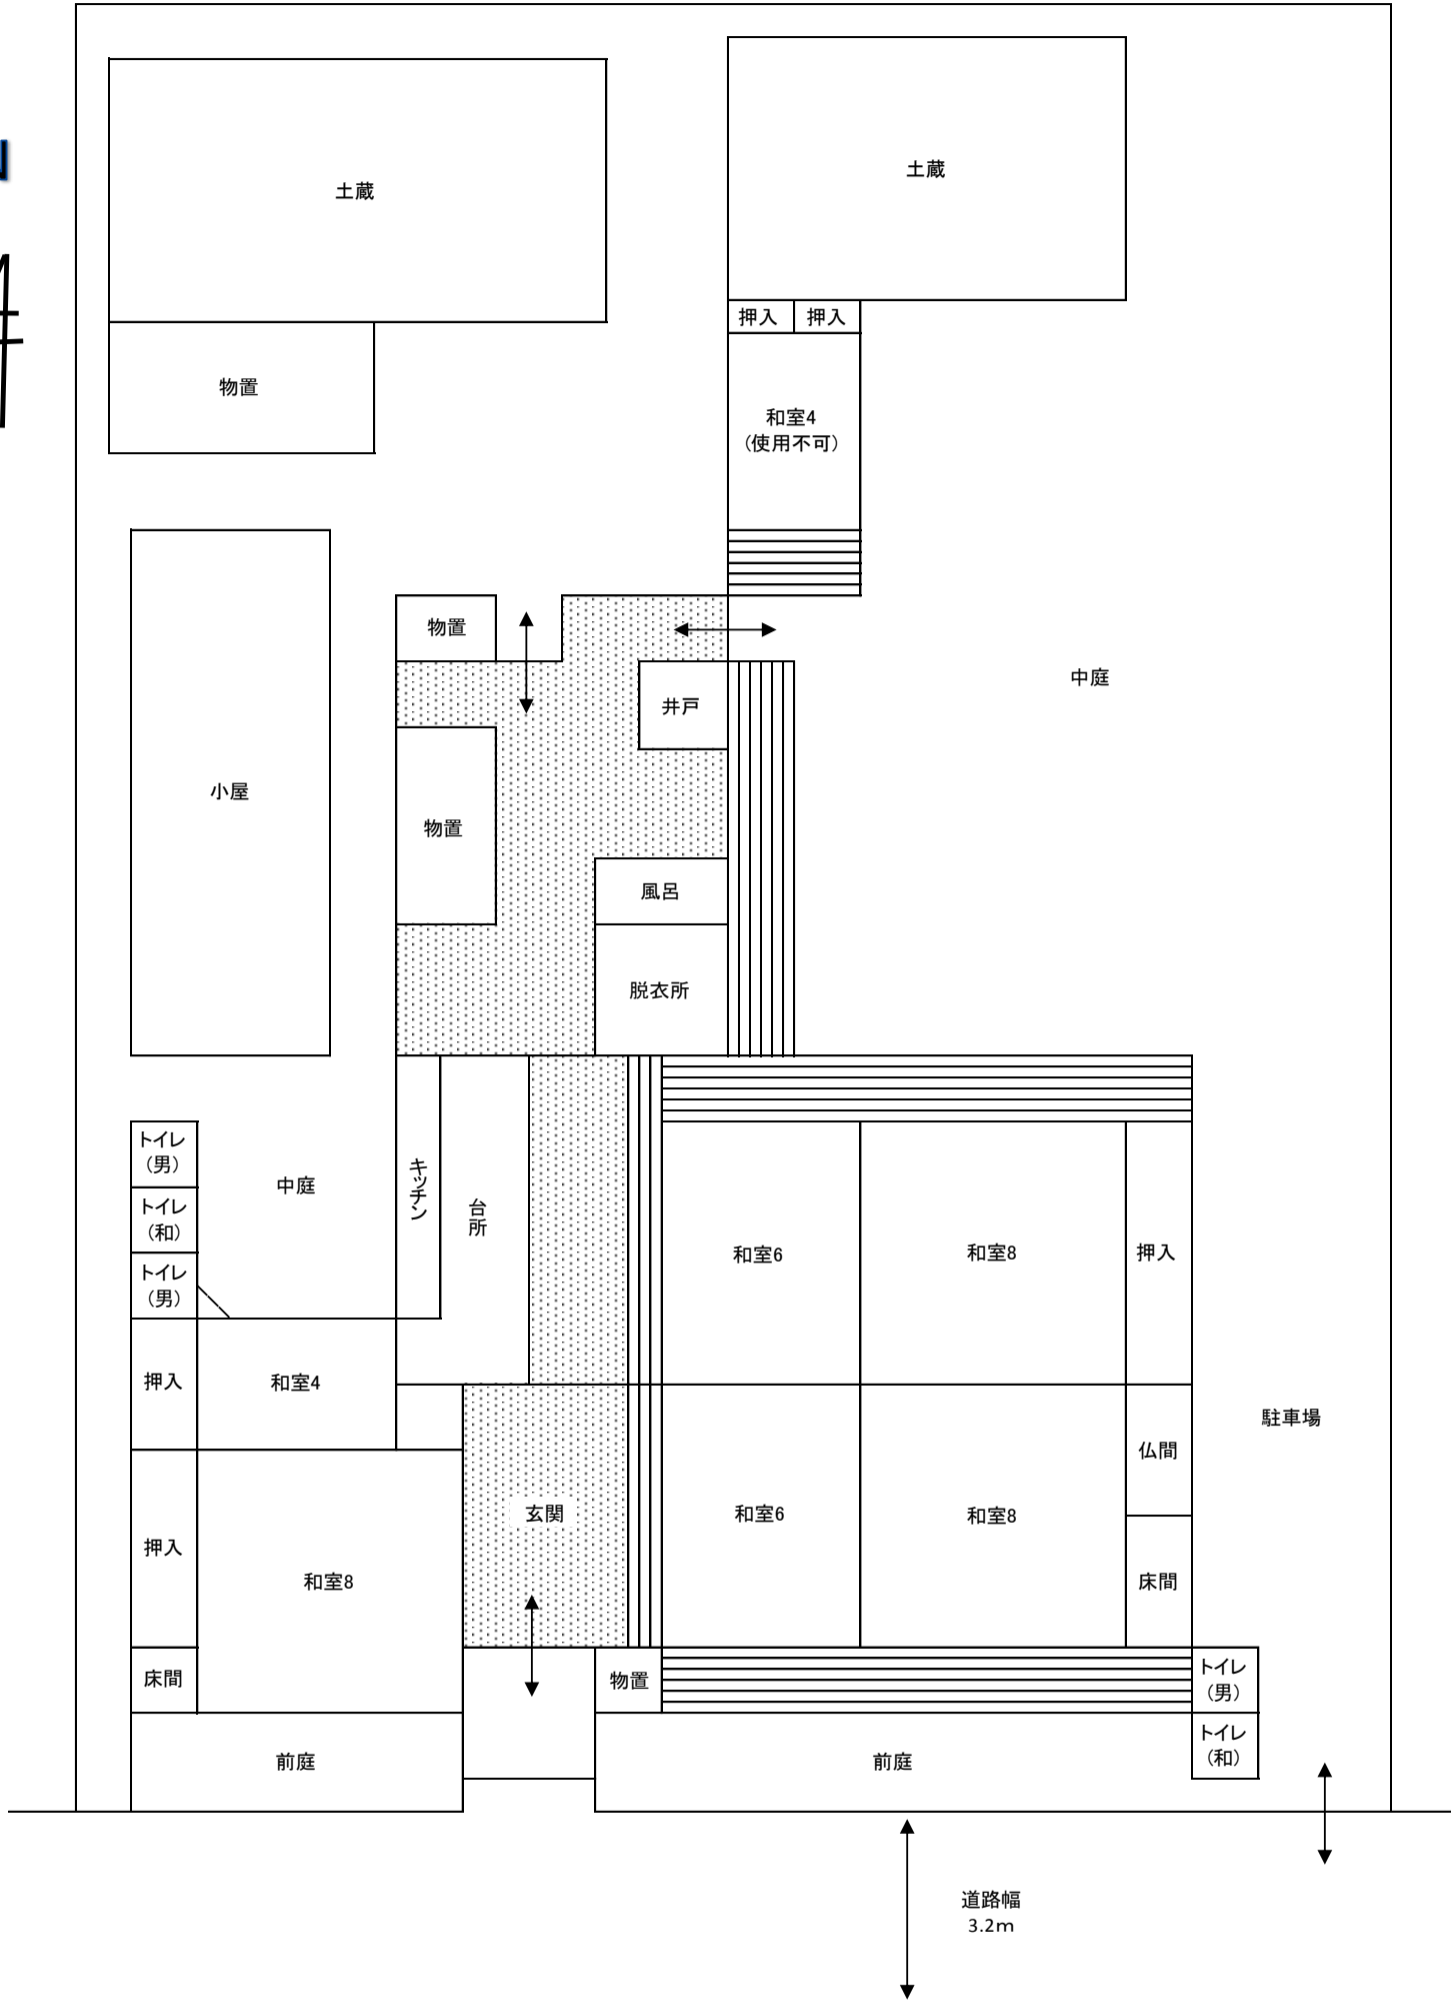 土蔵
土蔵
押入
押入
物置
和室4
（使用不可）
物置
中庭
井戸
小屋
物置
風呂
脱衣所
トイレ
（男）
トイレ
（和）
トイレ
（男）
中庭
キッチン
台所
和室6
和室8
押入
押入
和室4
駐車場
仏間
押入
和室8
玄関
和室6
和室8
床間
床間
物置
トイレ
（男）
トイレ
（和）
前庭
前庭
道路幅
3.2m